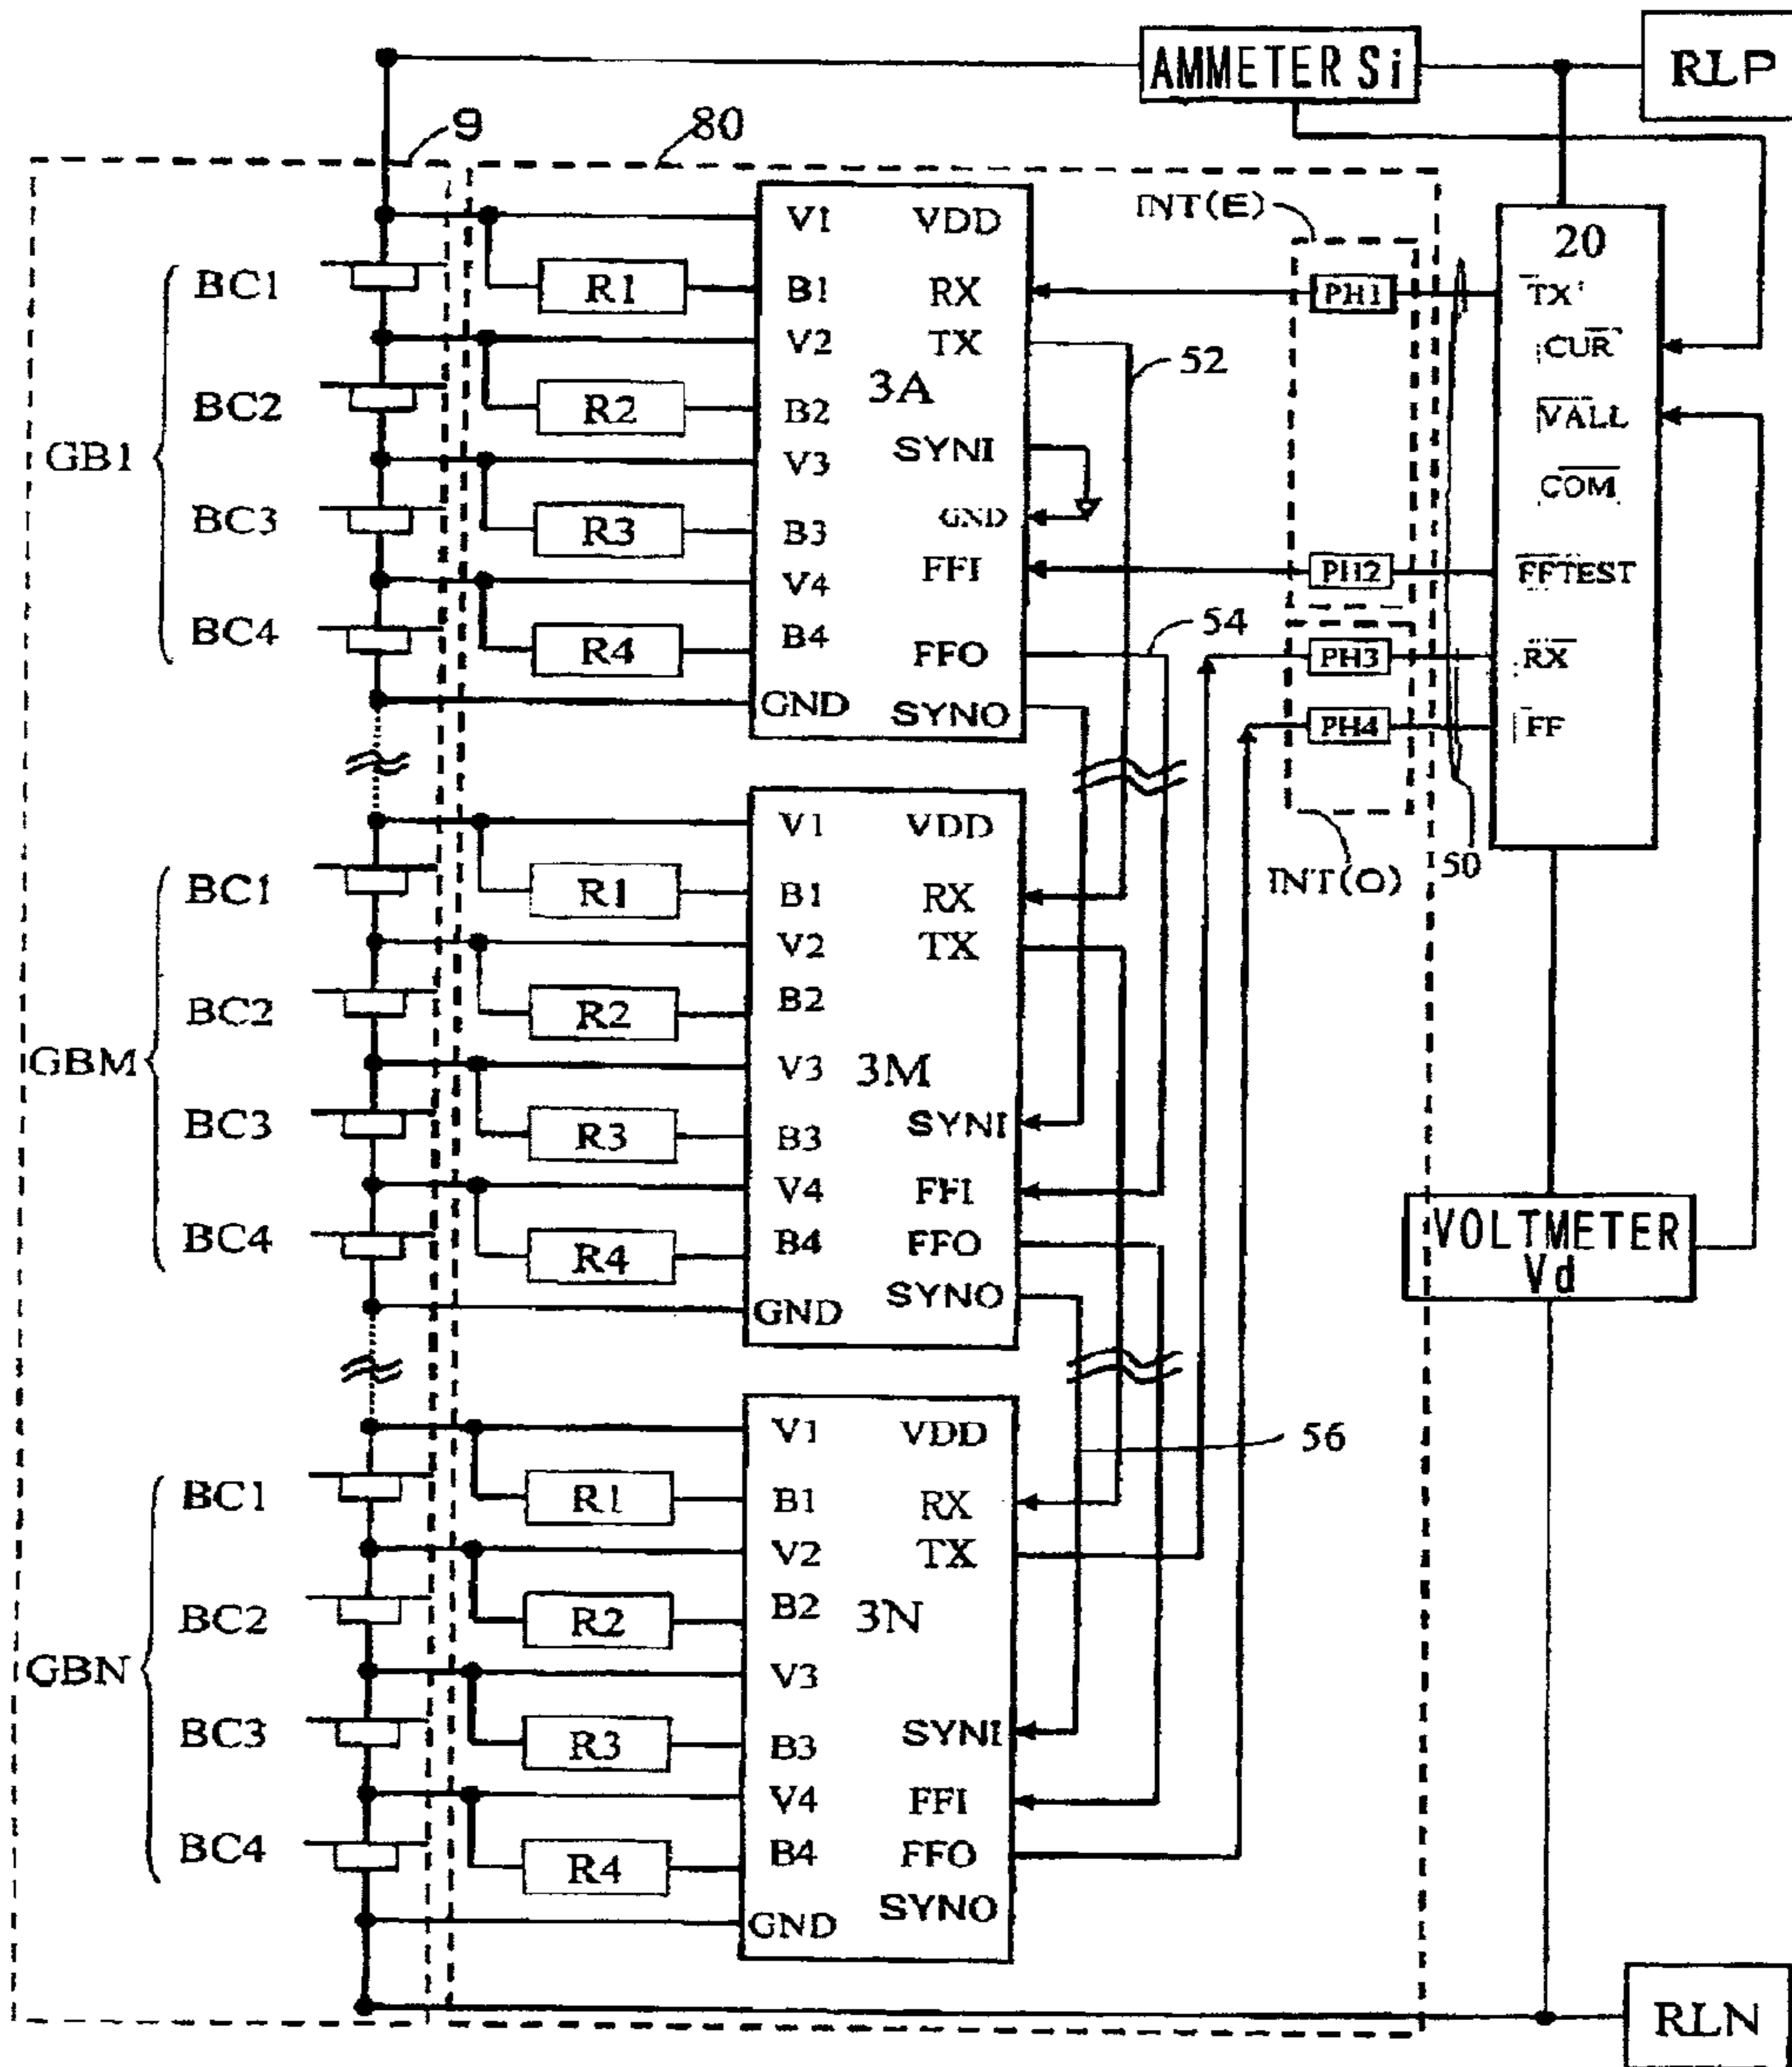 AMMETER Si
RLP
9
80
INT(E)
20
V1 VDD
BC1 R1 B1 RX PH1 TX
V2 TX CUR
52
BC2 R2 B2 3A VALL
GB1 V3 SYNI COM
BC3 R3 B3 GND
V4 FFI PH2 FFTEST
BC4 R4 B4 FFO 54 PH3 RX
GND SYNO PH4 FF
V1 VDD
INT(O) 50
BC1 R1 B1 RX
V2 TX
BC2 R2 B2
GBM V3 3M
BC3 R3 B3 SYNI
V4 FFI
BC4 R4 B4 FFO
VOLTMETER
Vd
GND SYNO
V1 VDD 56
BC1 R1 B1 RX
V2 TX
BC2 R2 B2 3N
GBN V3
BC3 R3 B3 SYNI
V4 FFI
BC4 R4 B4 FFO
GND SYNO
RLN